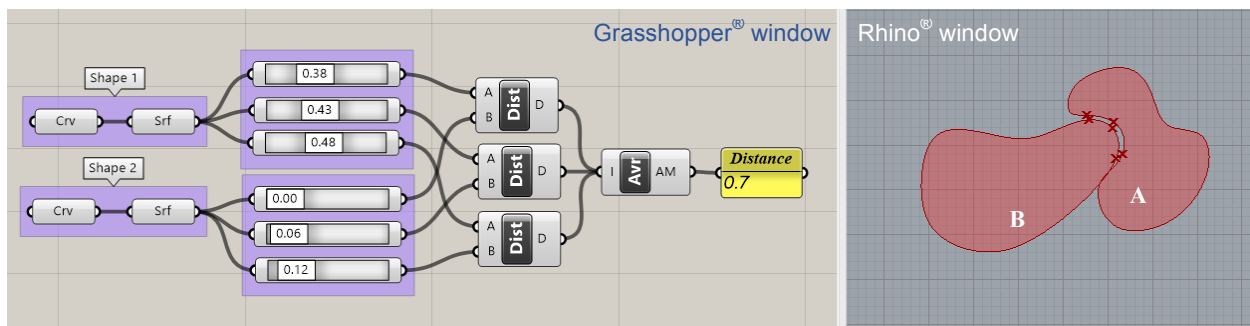 Grasshopper® window
Rhino® window
Shape 1
Crv
Srf
0.38
0.43
0.48
Shape 2
Crv
Srf
0.00
0.06
0.12
A
B
Dist
D
A
B
Dist
D
A
B
Dist
D
I
Avr
AM
Distance
0.7
A
B